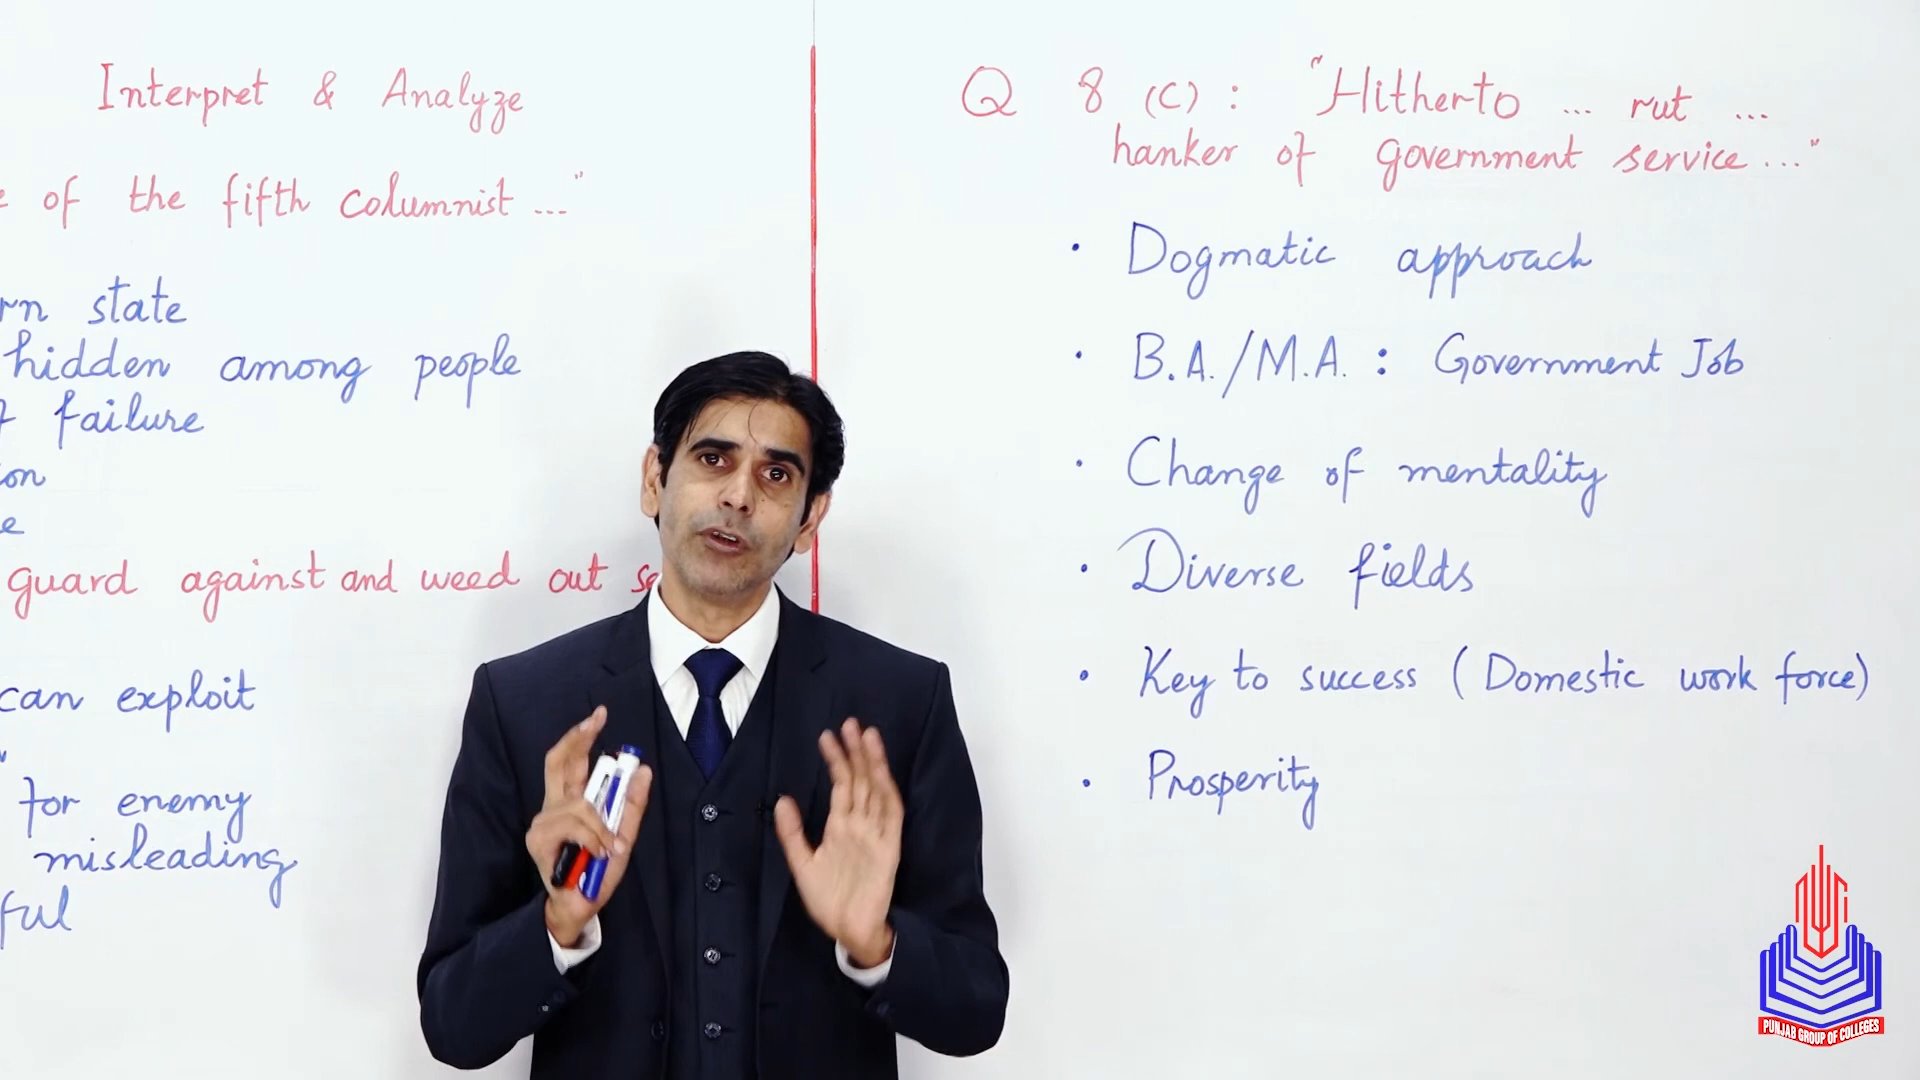 Interpret & Analyze
of the fifth columnist ..."
state
hidden among people
failure
guard against and weed out
can exploit
for enemy
misleading
Q 8 (C) : "Hitherto ... rut ...
hanker of government service ..."
• Dogmatic approach
• B.A./M.A. : Government Job
• Change of mentality
• Diverse fields
• Key to success (Domestic work force)
• Prosperity
PUNJAB GROUP OF COLLEGES